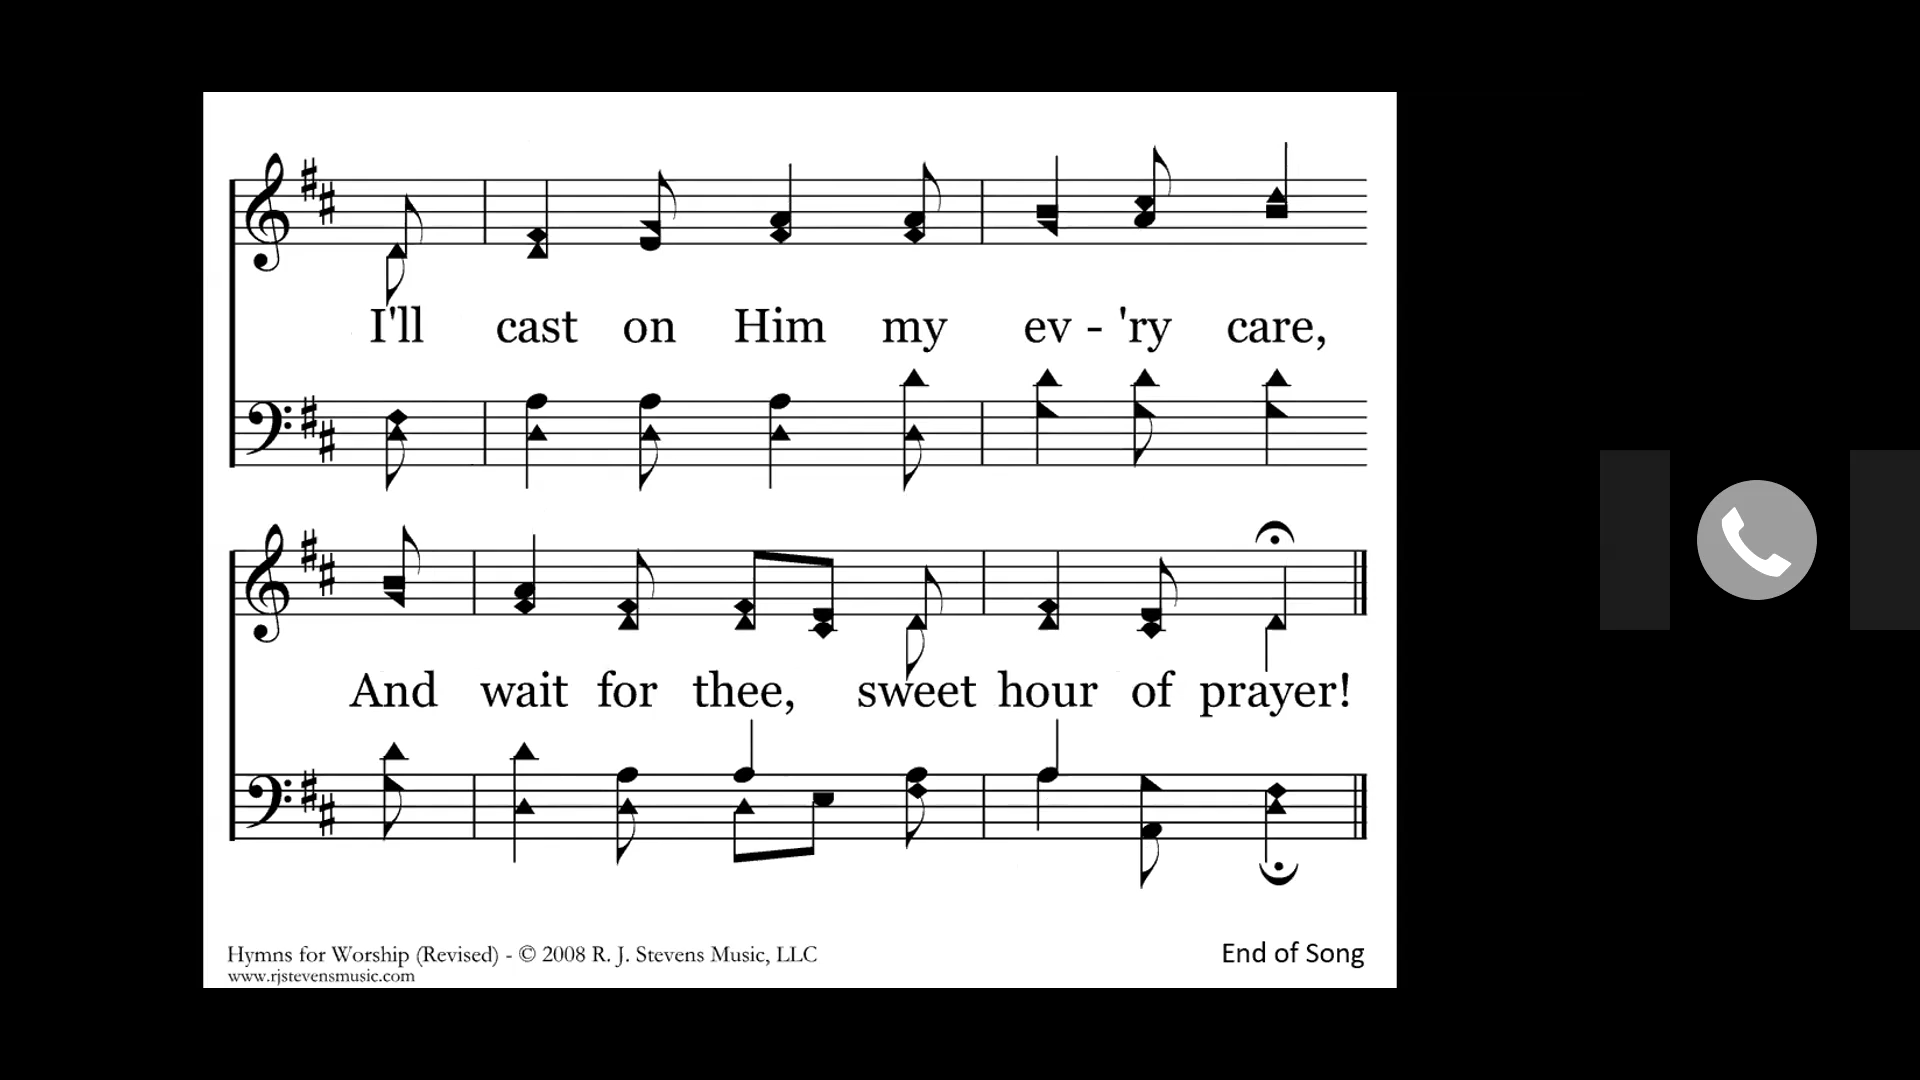 I'll cast on Him my ev - 'ry care,
And wait for thee, sweet hour of prayer!
Hymns for Worship (Revised) - © 2008 R. J. Stevens Music, LLC
www.rjstevensmusic.com
End of Song